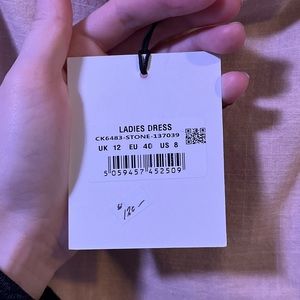 LADIES DRESS
CK6483-STONE-137039
UK 12 EU 40 US 8
5 059457 452509